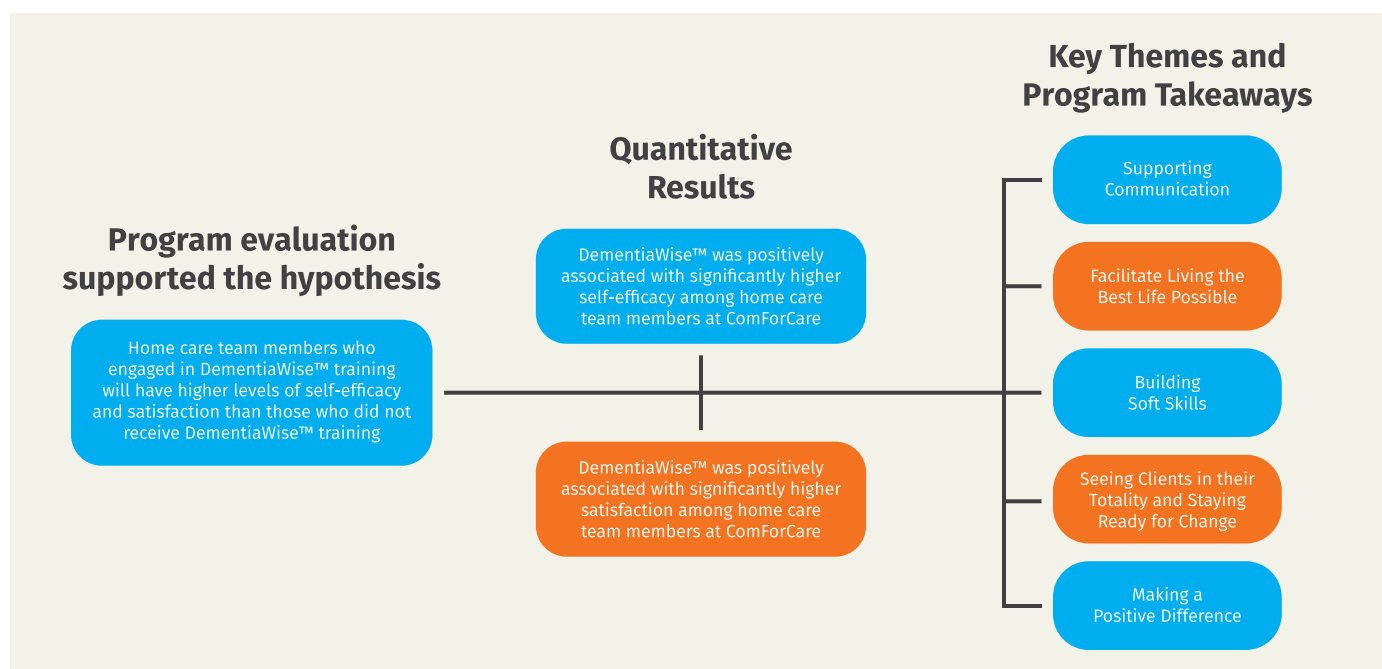 Program evaluation
supported the hypothesis
Home care team members who
engaged in DementiaWise™ training
will have higher levels of self-efficacy
and satisfaction than those who did not
receive DementiaWise™ training
Quantitative
Results
DementiaWise™ was positively
associated with significantly higher
self-efficacy among home care
team members at ComForCare
DementiaWise™ was positively
associated with significantly higher
satisfaction among home care
team members at ComForCare
Key Themes and
Program Takeaways
Supporting
Communication
Facilitate Living the
Best Life Possible
Building
Soft Skills
Seeing Clients in their
Totality and Staying
Ready for Change
Making a
Positive Difference